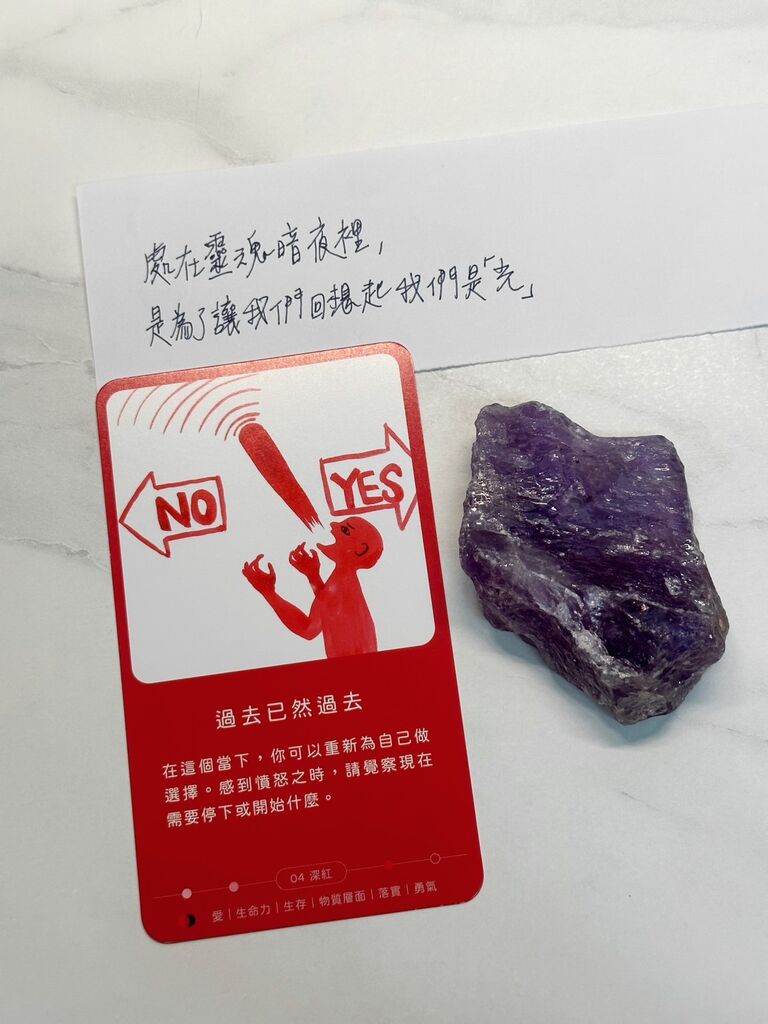 處在靈魂暗夜裡，
是為了讓我們回想起我們是「光」
NO
YES
過去已然過去
在這個當下，你可以重新為自己做
選擇。感到憤怒之時，請覺察現在
需要停下或開始什麼。
04 深紅
愛｜生命力｜生存｜物質層面｜落實｜勇氣